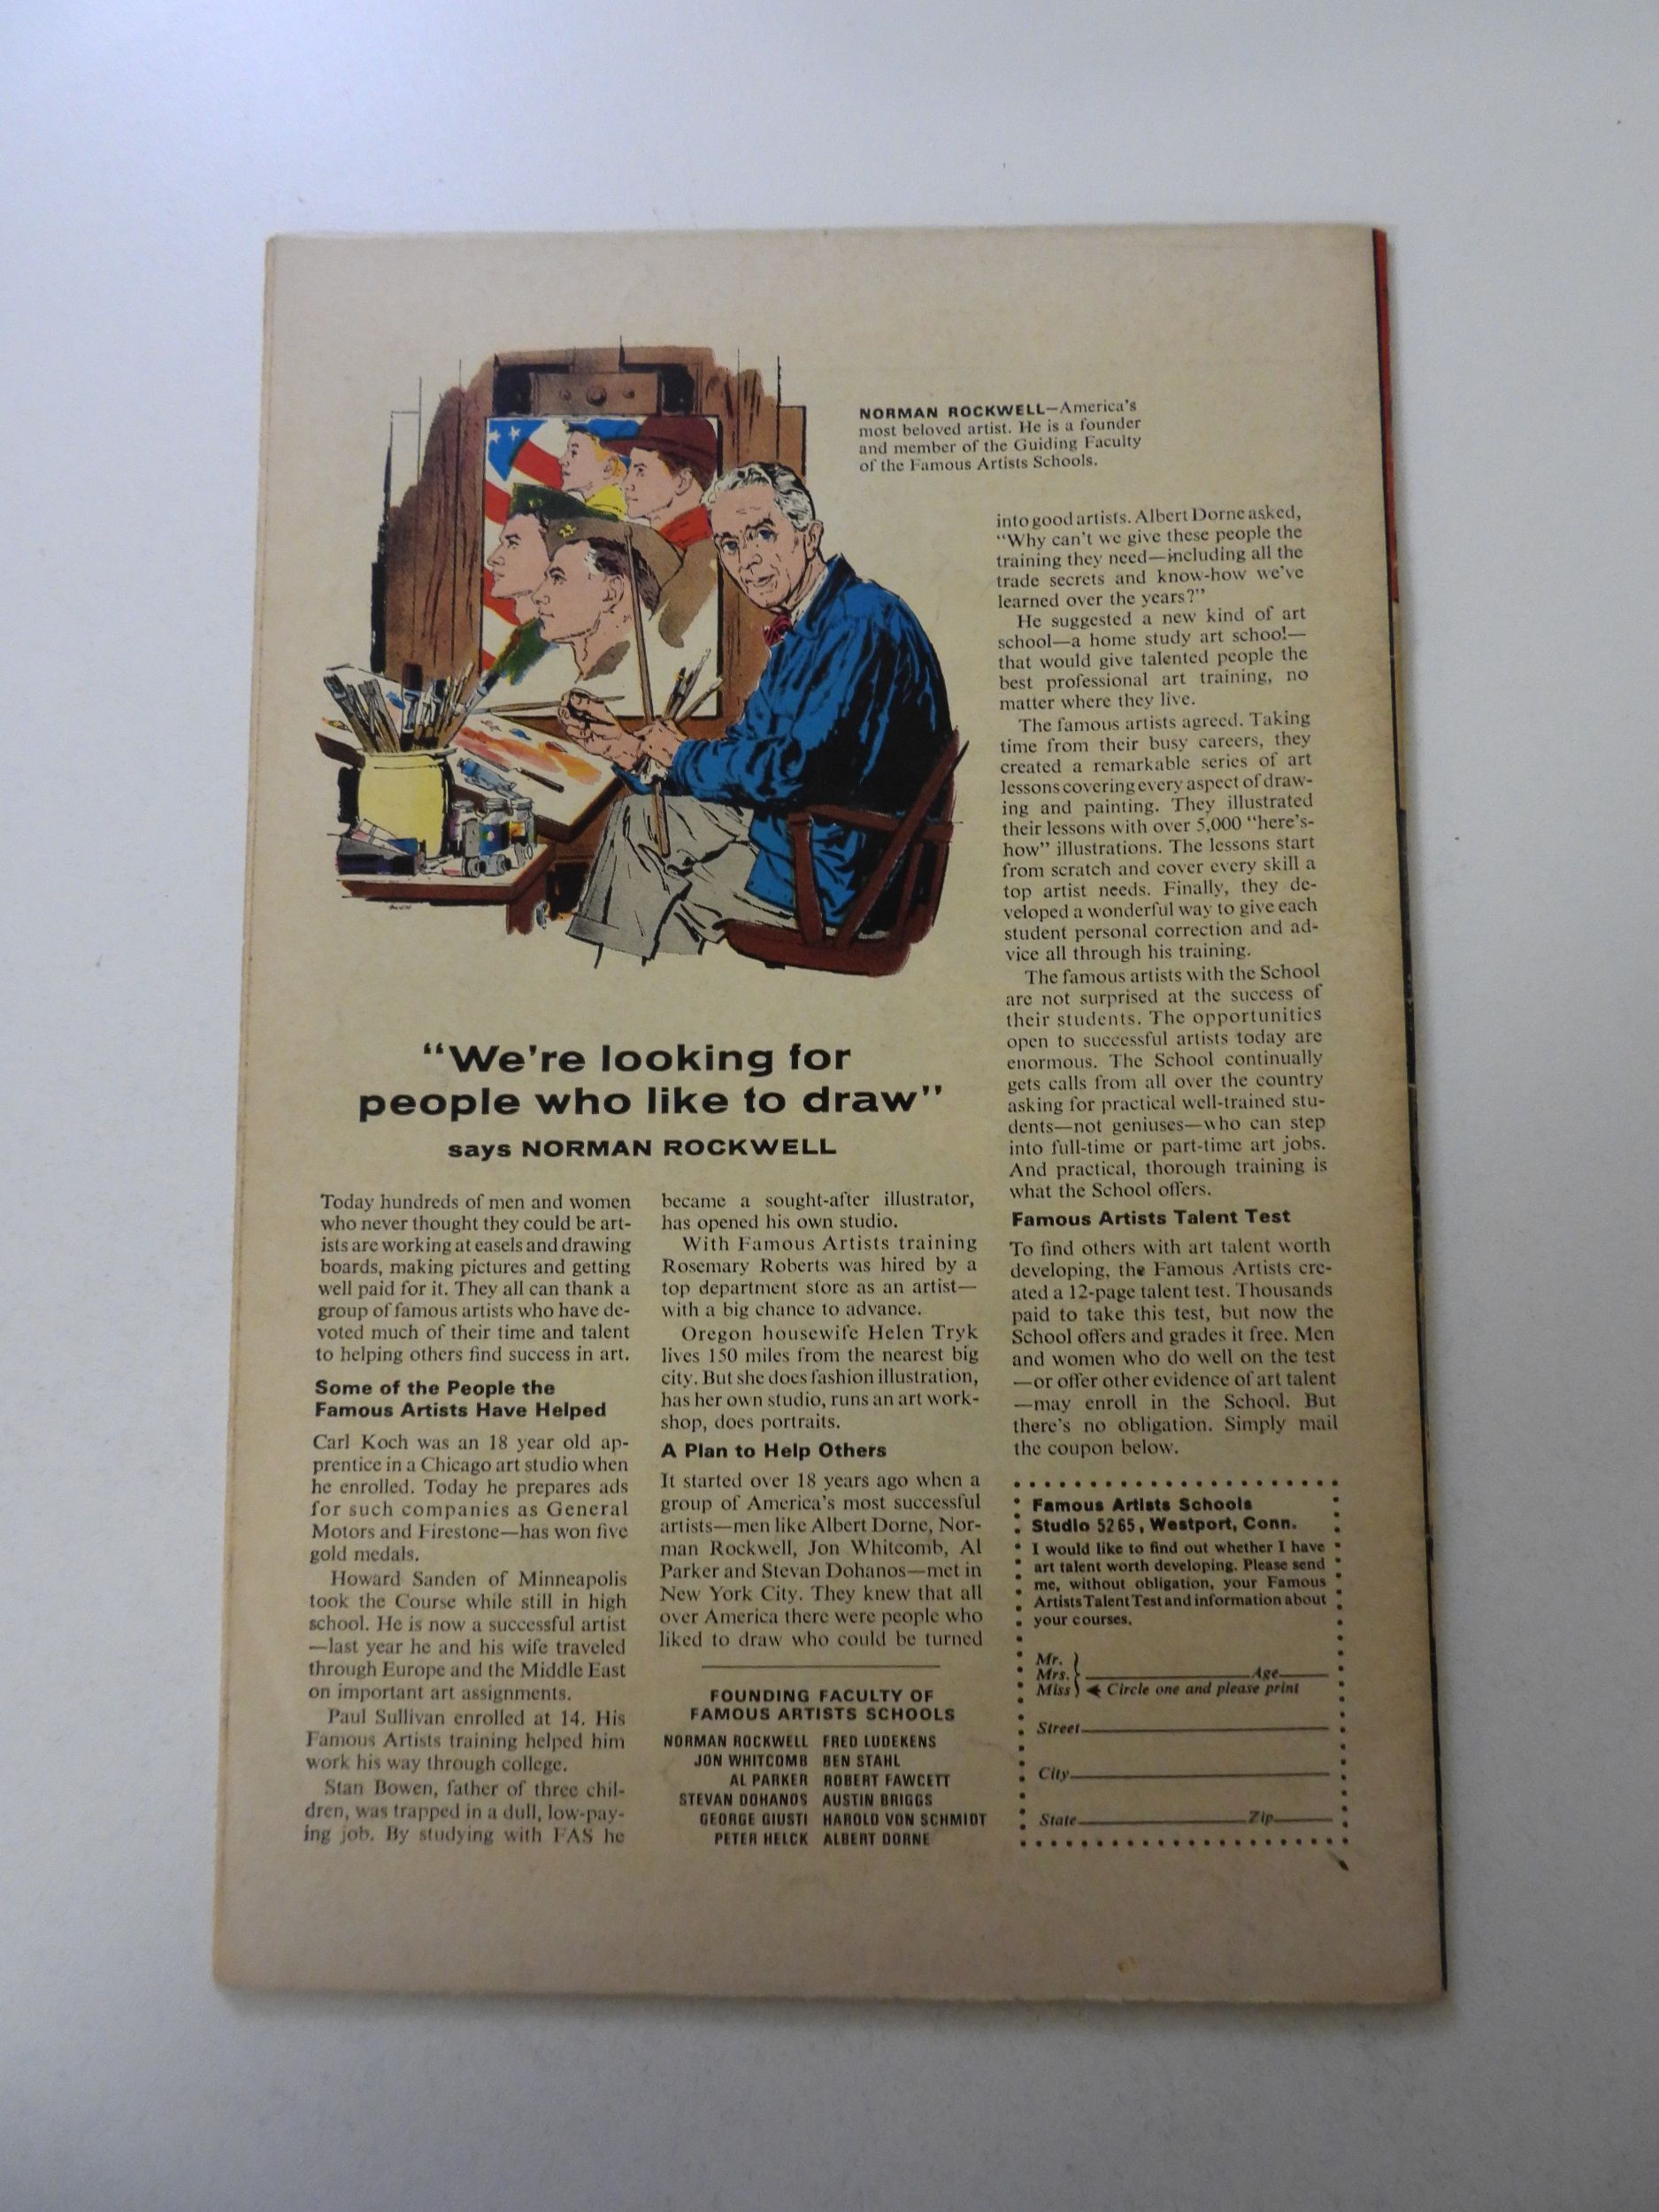 NORMAN ROCKWELL—America's
most beloved artist. He is a founder
and member of the Guiding Faculty
of the Famous Artists Schools.
"We're looking for
people who like to draw"
says NORMAN ROCKWELL
Today hundreds of men and women
who never thought they could be art-
ists are working at easels and drawing
boards, making pictures and getting
well paid for it. They all can thank a
group of famous artists who have de-
voted much of their time and talent
to helping others find success in art.
Some of the People the
Famous Artists Have Helped
Carl Koch was an 18 year old ap-
prentice in a Chicago art studio when
he enrolled. Today he prepares ads
for such companies as General
Motors and Firestone—has won five
gold medals.
Howard Sanden of Minneapolis
took the Course while still in high
school. He is now a successful artist
—last year he and his wife traveled
through Europe and the Middle East
on important art assignments.
Paul Sullivan enrolled at 14. His
Famous Artists training helped him
work his way through college.
Stan Bowen, father of three chil-
dren, was trapped in a dull, low-pay-
ing job. By studying with FAS he
became a sought-after illustrator,
has opened his own studio.
With Famous Artists training
Rosemary Roberts was hired by a
top department store as an artist—
with a big chance to advance.
Oregon housewife Helen Tryk
lives 150 miles from the nearest big
city. But she does fashion illustration,
has her own studio, runs an art work-
shop, does portraits.
A Plan to Help Others
It started over 18 years ago when a
group of America's most successful
artists—men like Albert Dorne, Nor-
man Rockwell, Jon Whitcomb, Al
Parker and Stevan Dohanos—met in
New York City. They knew that all
over America there were people who
liked to draw who could be turned
FOUNDING FACULTY OF
FAMOUS ARTISTS SCHOOLS
NORMAN ROCKWELL FRED LUDEKENS
JON WHITCOMB BEN STAHL
AL PARKER ROBERT FAWCETT
STEVAN DOHANOS AUSTIN BRIGGS
GEORGE GIUSTI HAROLD VON SCHMIDT
PETER HELCK ALBERT DORNE
into good artists. Albert Dorne asked,
"Why can't we give these people the
training they need—including all the
trade secrets and know-how we've
learned over the years?"
He suggested a new kind of art
school—a home study art school—
that would give talented people the
best professional art training, no
matter where they live.
The famous artists agreed. Taking
time from their busy careers, they
created a remarkable series of art
lessons covering every aspect of draw-
ing and painting. They illustrated
their lessons with over 5,000 "here's-
how" illustrations. The lessons start
from scratch and cover every skill a
top artist needs. Finally, they de-
veloped a wonderful way to give each
student personal correction and ad-
vice all through his training.
The famous artists with the School
are not surprised at the success of
their students. The opportunities
open to successful artists today are
enormous. The School continually
gets calls from all over the country
asking for practical well-trained stu-
dents—not geniuses—who can step
into full-time or part-time art jobs.
And practical, thorough training is
what the School offers.
Famous Artists Talent Test
To find others with art talent worth
developing, the Famous Artists cre-
ated a 12-page talent test. Thousands
paid to take this test, but now the
School offers and grades it free. Men
and women who do well on the test
—or offer other evidence of art talent
—may enroll in the School. But
there's no obligation. Simply mail
the coupon below.
Famous Artists Schools
Studio 5265, Westport, Conn.
I would like to find out whether I have
art talent worth developing. Please send
me, without obligation, your Famous
Artists Talent Test and information about
your courses.
Mr.
Mrs. Age
Miss Circle one and please print
Street
City
State Zip